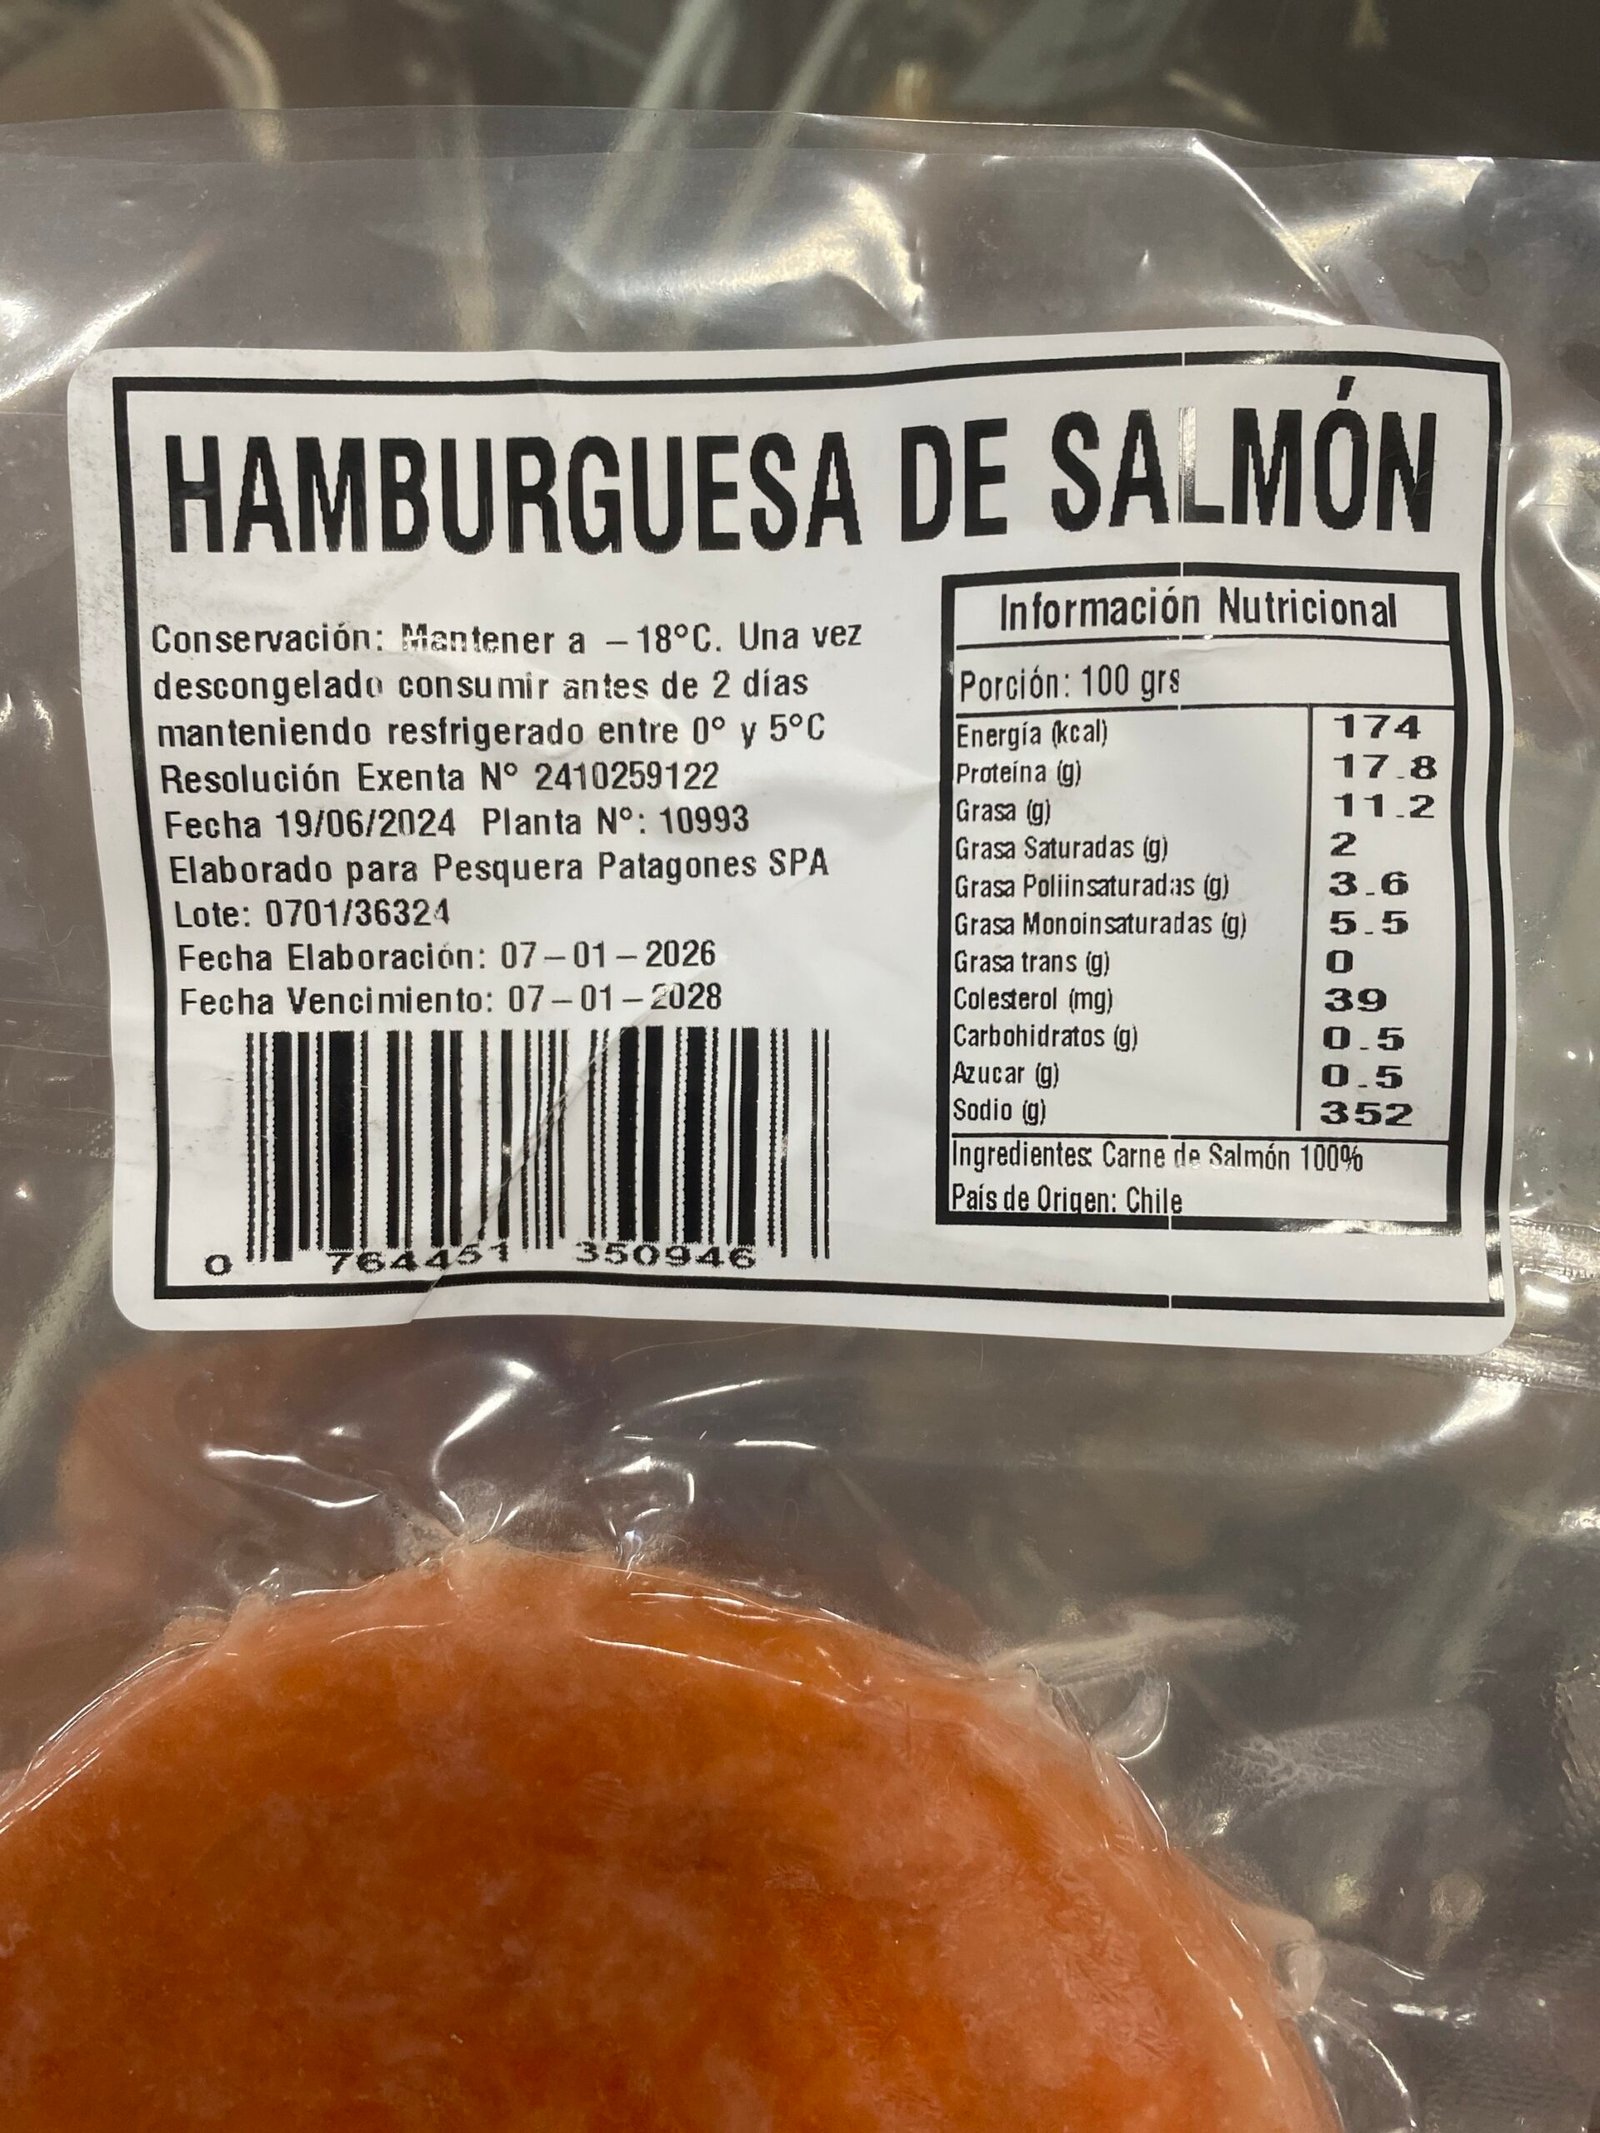 HAMBURGUESA DE SALMÓN
Conservación: Mantener a –18°C. Una vez
descongelado consumir antes de 2 días
manteniendo resfrigerado entre 0° y 5°C
Resolución Exenta N° 2410259122
Fecha 19/06/2024 Planta N°: 10993
Elaborado para Pesquera Patagones SPA
Lote: 0701/36324
Fecha Elaboración: 07–01–2026
Fecha Vencimiento: 07–01–2028
0 764451 350946
Información Nutricional
Porción: 100 grs
Energía (kcal) 174
Proteína (g) 17.8
Grasa (g) 11.2
Grasa Saturadas (g) 2
Grasa Poliinsaturadas (g) 3.6
Grasa Monoinsaturadas (g) 5.5
Grasa trans (g) 0
Colesterol (mg) 39
Carbohidratos (g) 0.5
Azucar (g) 0.5
Sodio (g) 352
Ingredientes: Carne de Salmón 100%
País de Origen: Chile